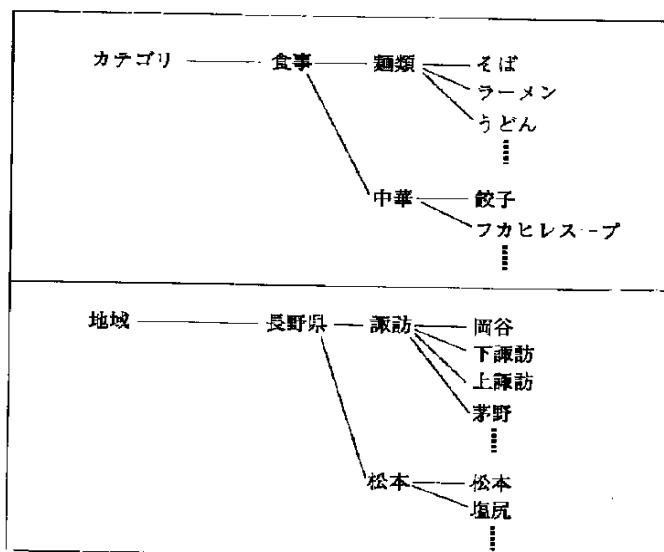 カテゴリ 食事 麺類 そば
ラーメン
うどん
中華 餃子
フカヒレスープ
地域 長野県 諏訪 岡谷
下諏訪
上諏訪
茅野
松本 松本
塩尻